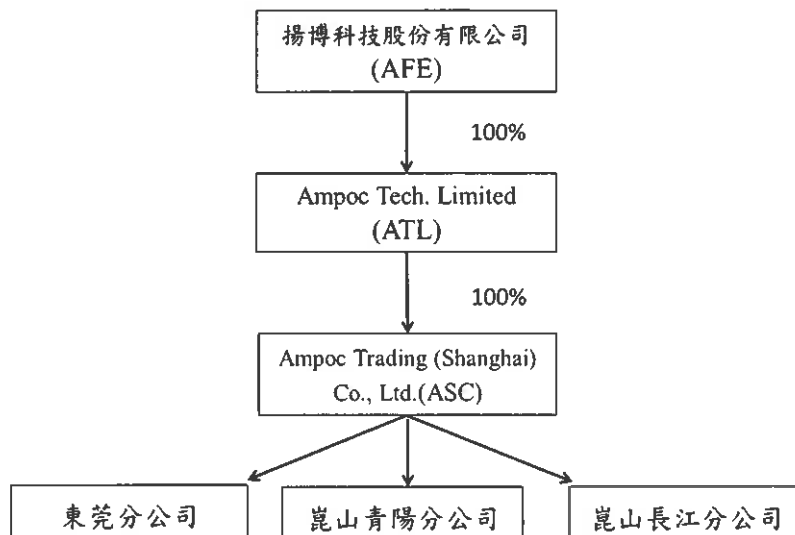 揚博科技股份有限公司
(AFE)
100%
Ampoc Tech. Limited
(ATL)
100%
Ampoc Trading (Shanghai)
Co., Ltd.(ASC)
東莞分公司
崑山青陽分公司
崑山長江分公司